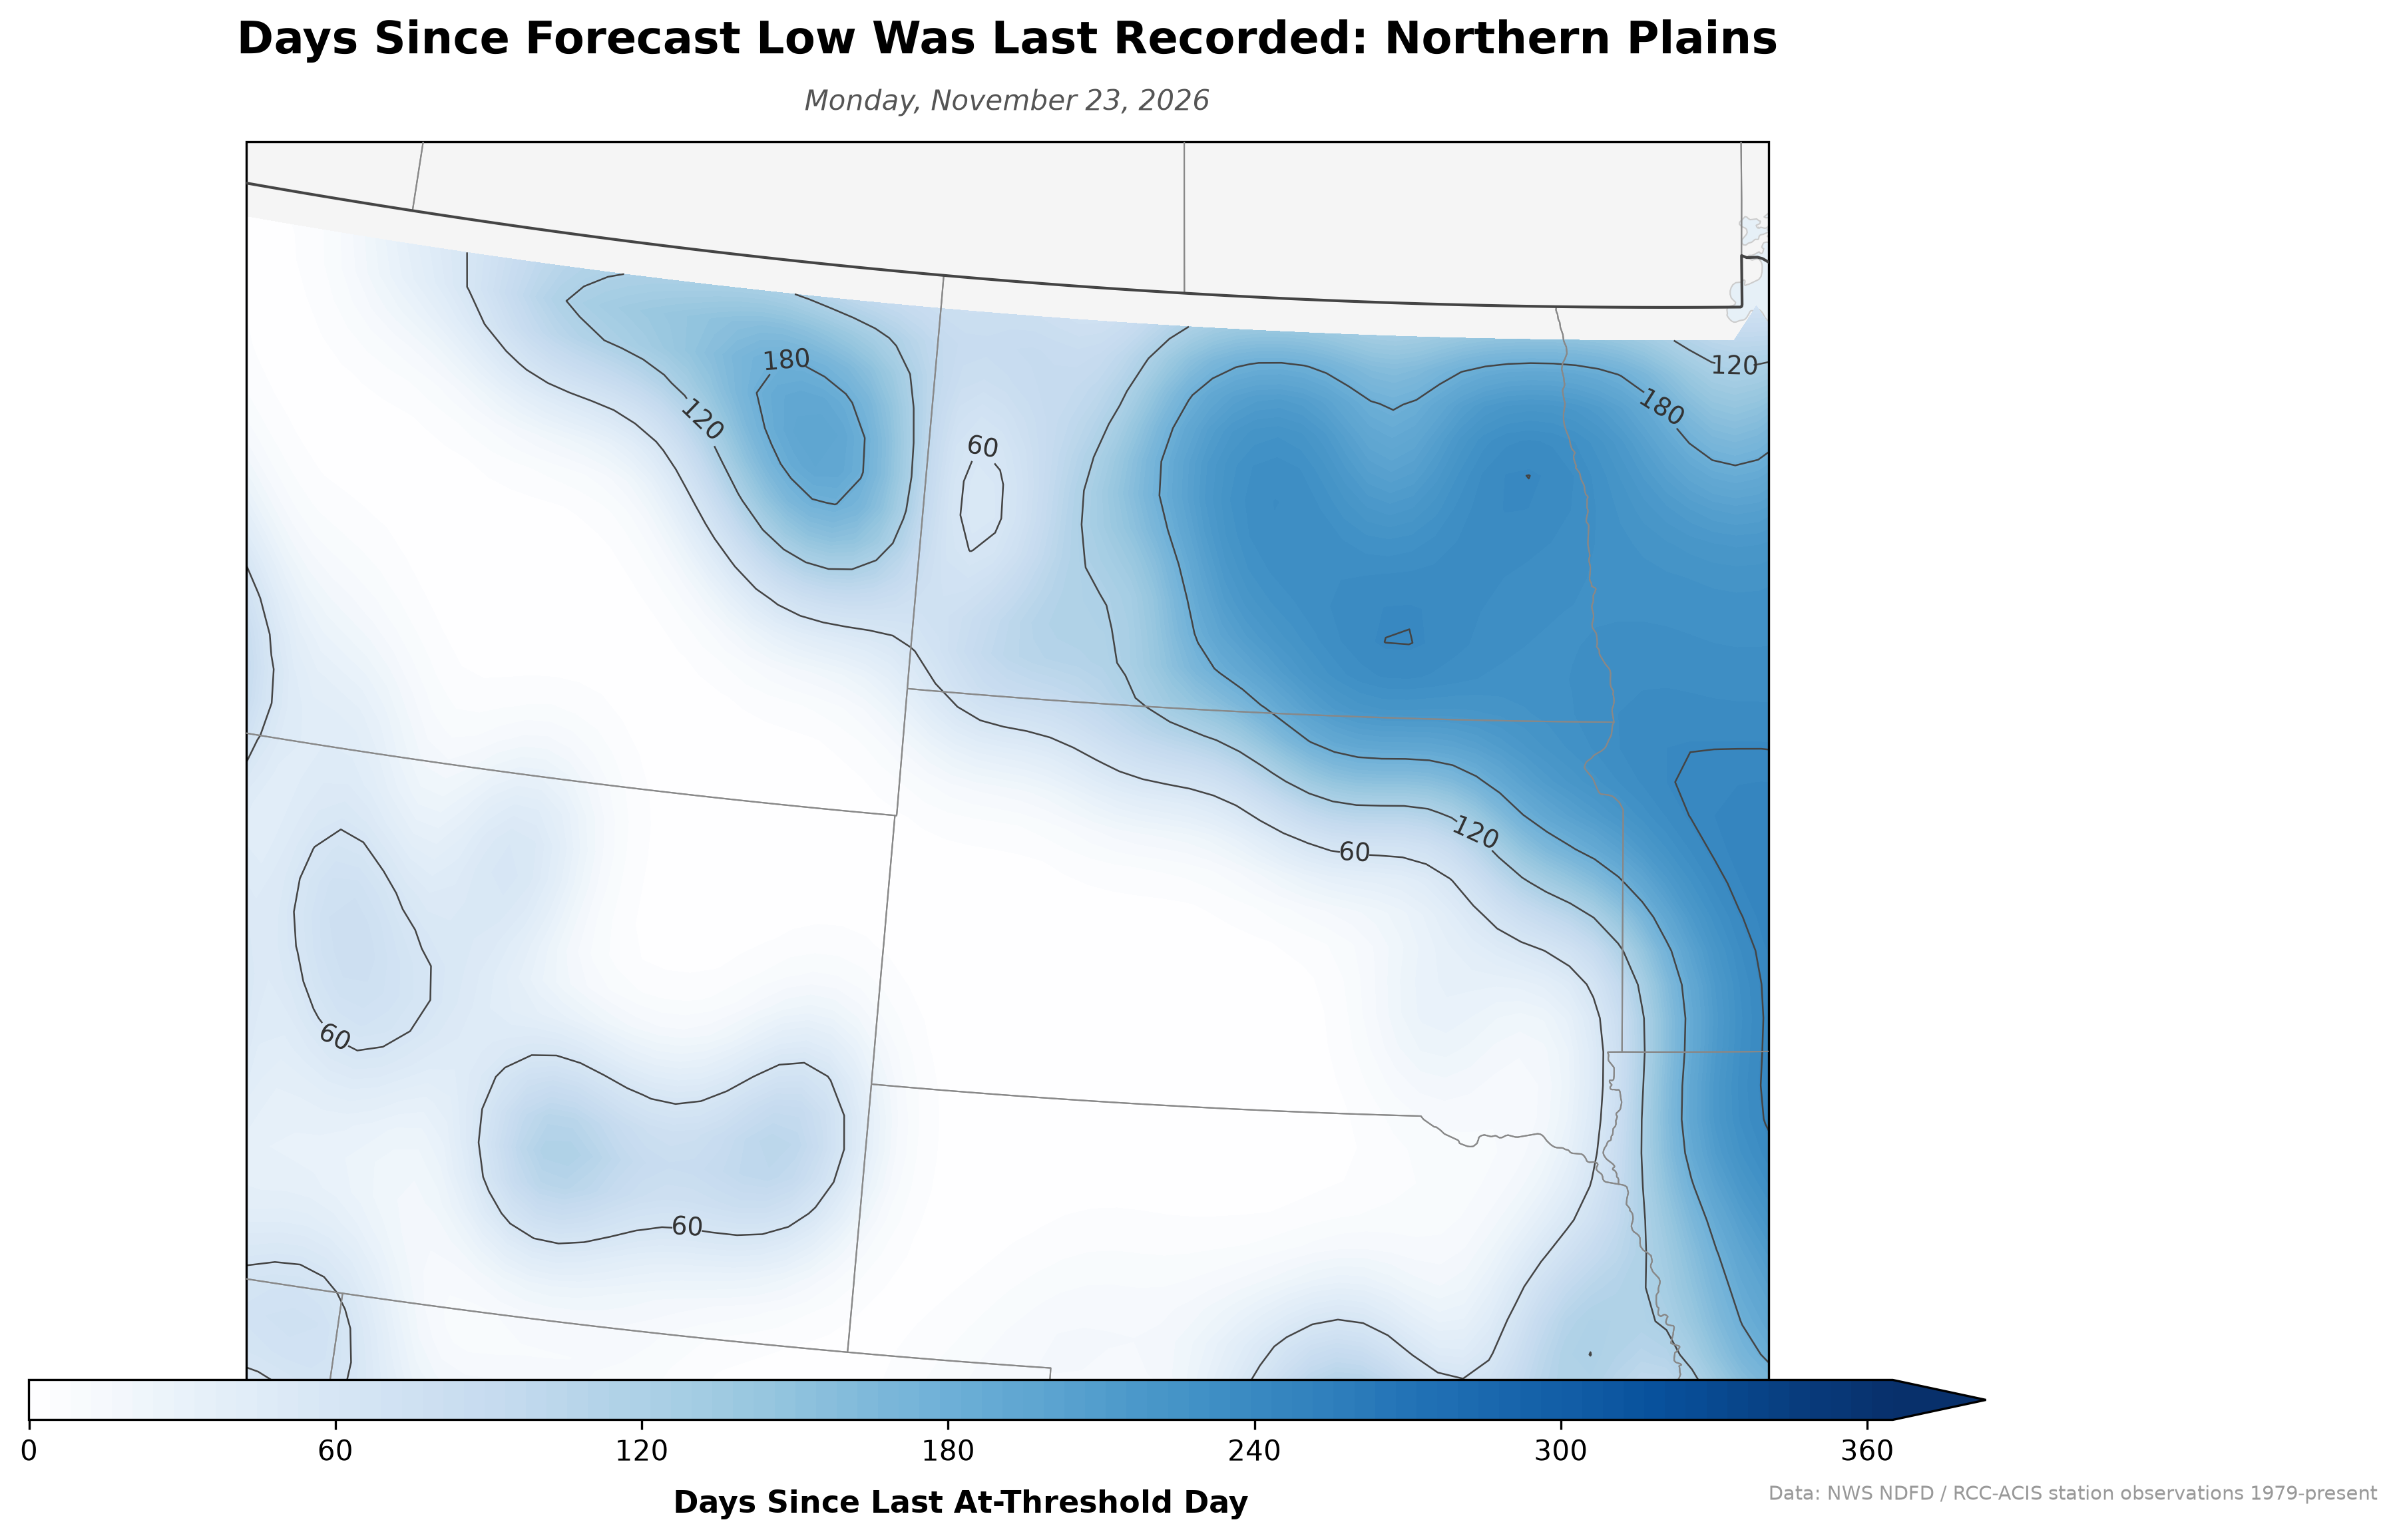 Days Since Forecast Low Was Last Recorded: Northern Plains
Monday, November 23, 2026
180
120
60
120
180
120
60
60
60
0 60 120 180 240 300 360
Days Since Last At-Threshold Day
Data: NWS NDFD / RCC-ACIS station observations 1979-present